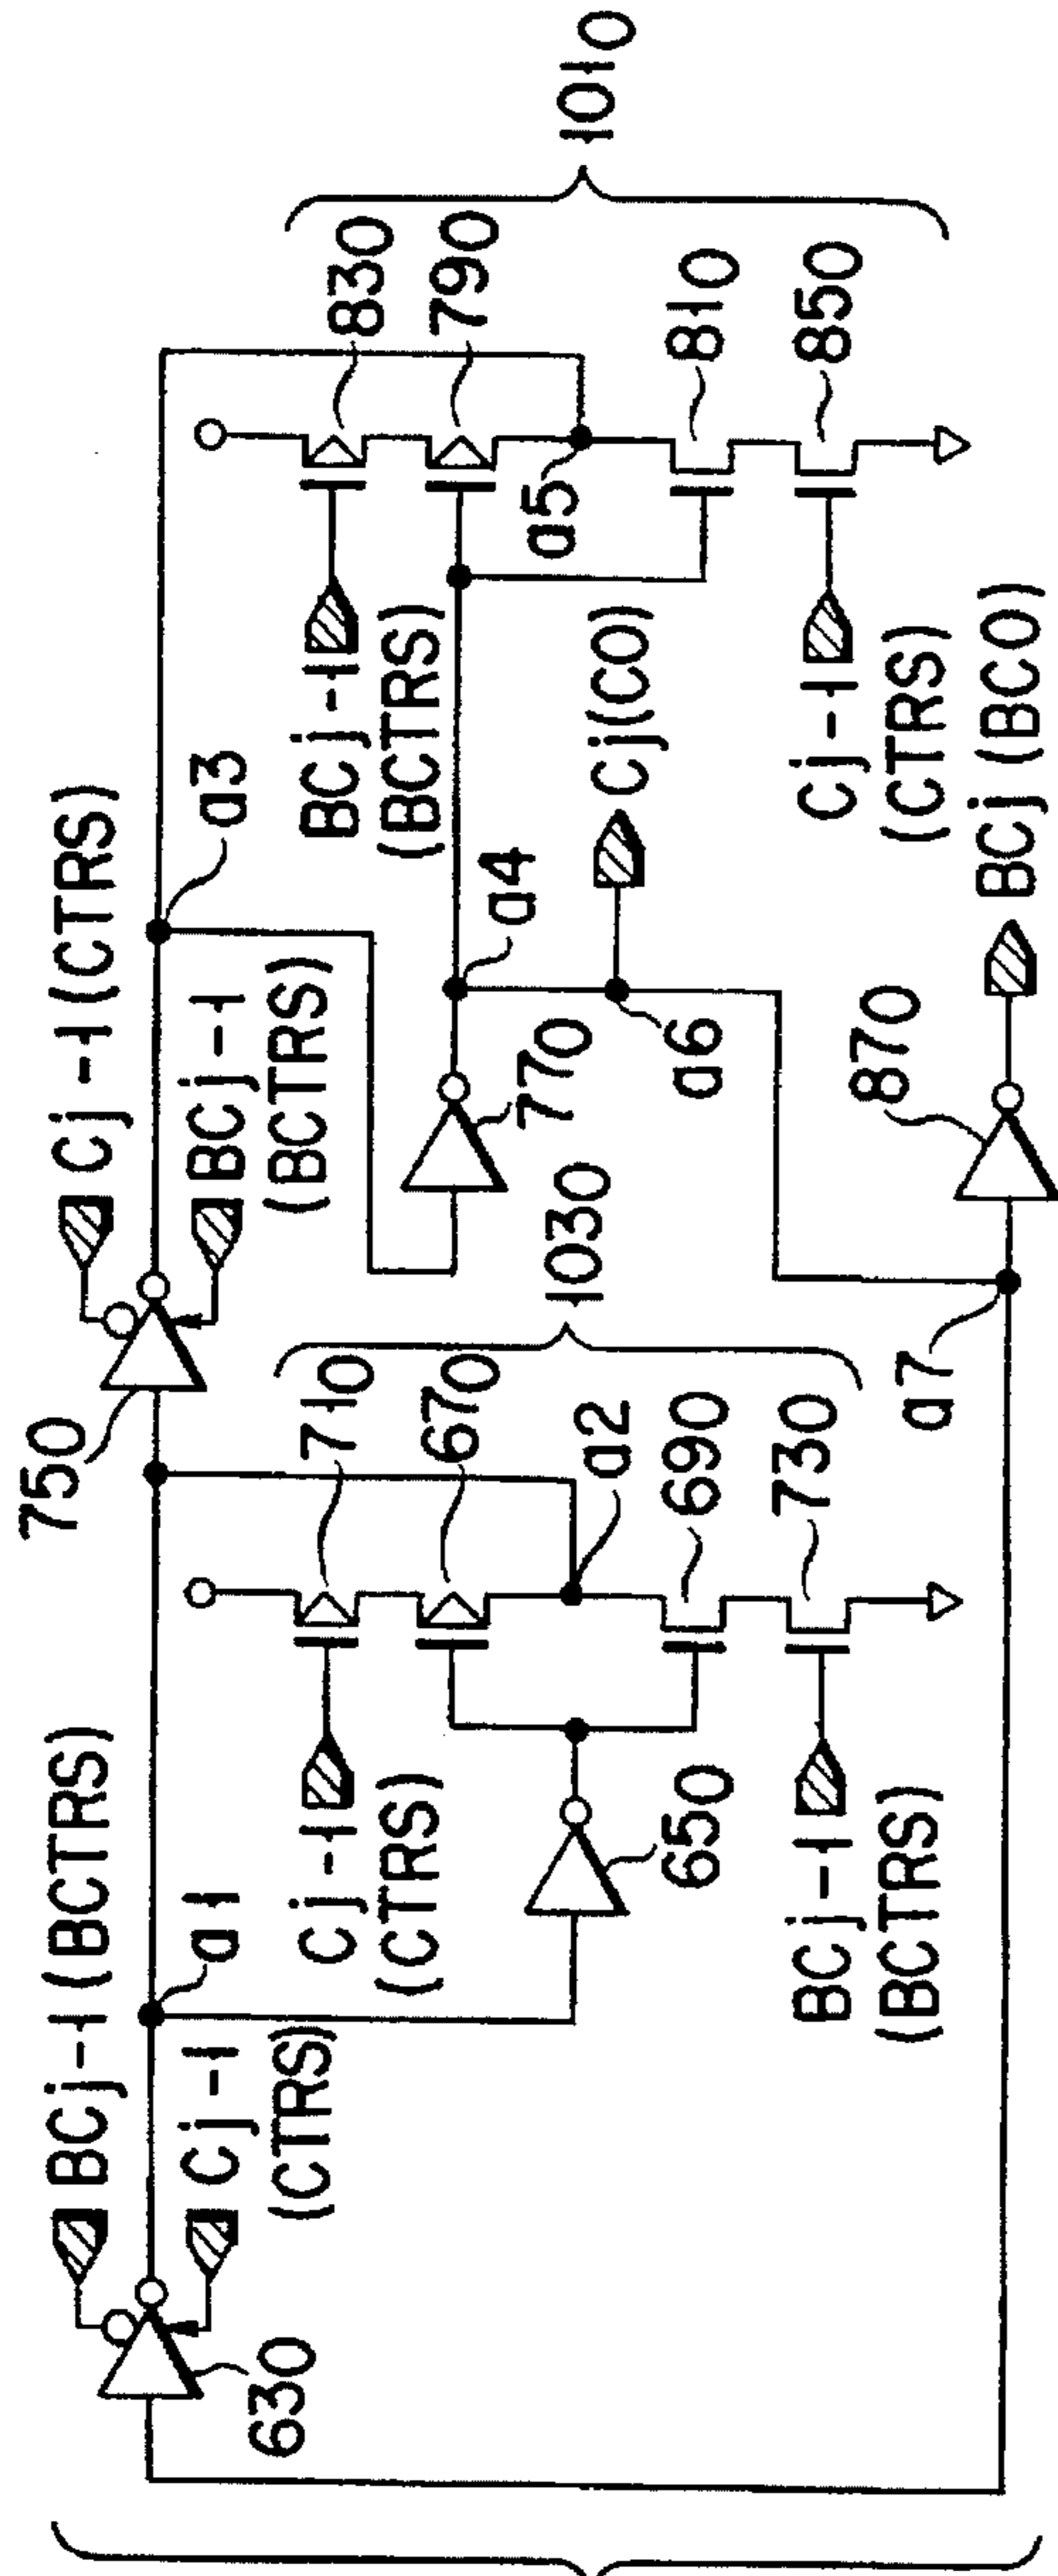 BCj-1 (BCTRS)
Cj-1
(CTRS)
630
a1
650
Cj-1
(CTRS)
BCj-1
(BCTRS)
710
670
a2
690
730
1030
750
Cj-1 (CTRS)
BCj-1
(BCTRS)
a3
770
a4
a6
Cj(CO)
a7
870
BCj (BCO)
BCj-1
(BCTRS)
Cj-1
(CTRS)
a5
830
790
810
850
1010